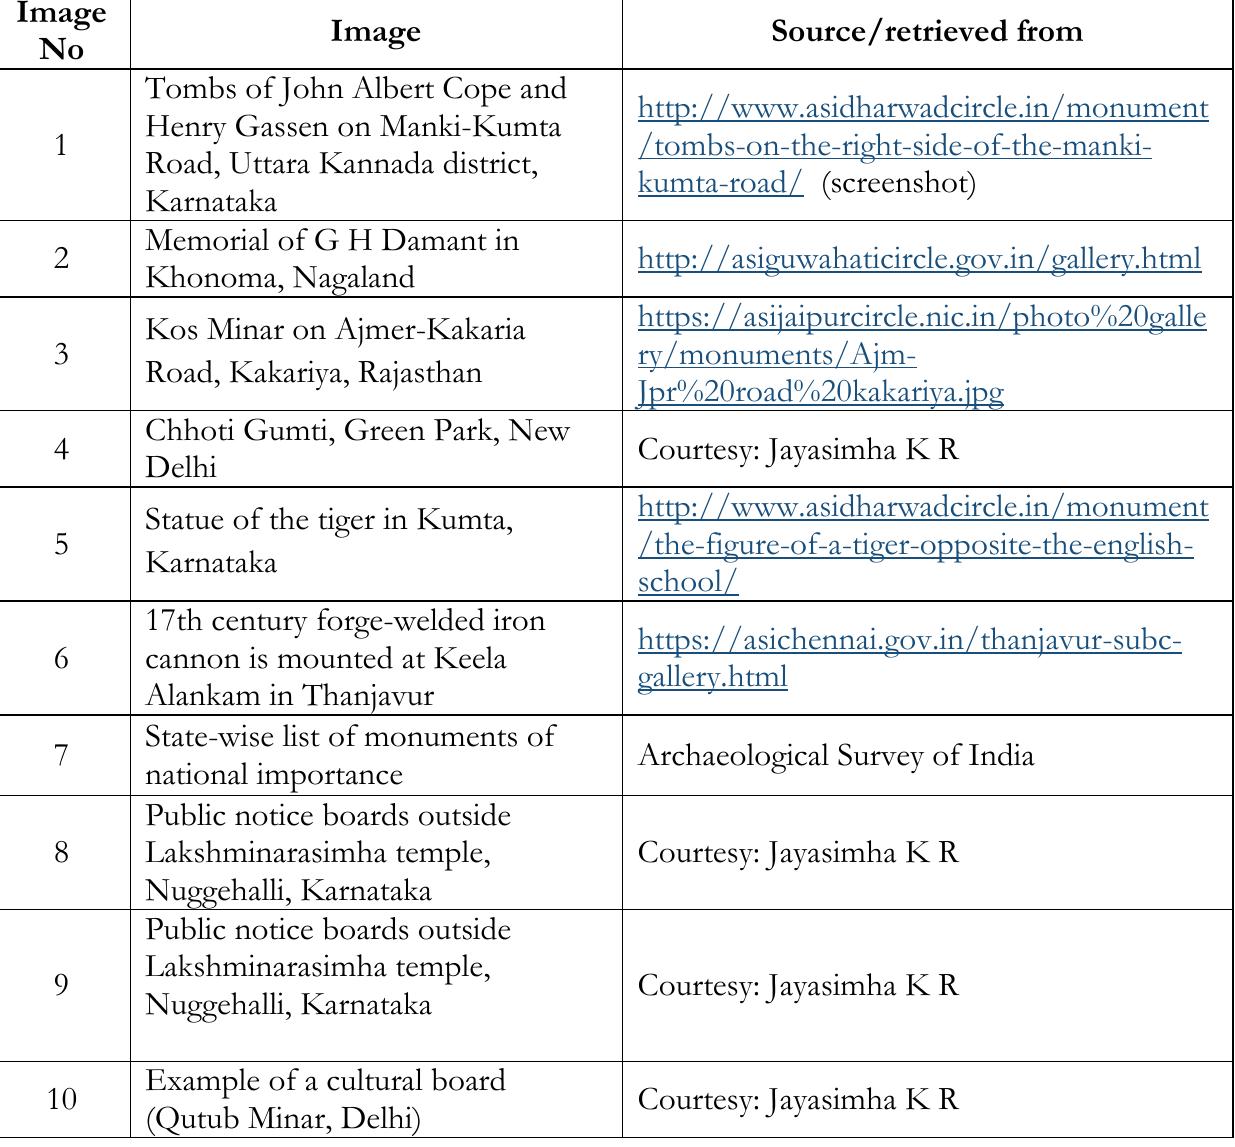 Image No
Image
Source/retrieved from
1
Tombs of John Albert Cope and
Henry Gassen on Manki-Kumta
Road, Uttara Kannada district,
Karnataka
http://www.asidharwadcircle.in/monument
/tombs-on-the-right-side-of-the-manki-
kumta-road/ (screenshot)
2
Memorial of G H Damant in
Khonoma, Nagaland
http://asiguwahaticircle.gov.in/gallery.html
3
Kos Minar on Ajmer-Kakaria
Road, Kakariya, Rajasthan
https://asijaipurcircle.nic.in/photo%20galle
ry/monuments/Ajm-
Jpr%20road%20kakariya.jpg
4
Chhoti Gumti, Green Park, New
Delhi
Courtesy: Jayasimha K R
5
Statue of the tiger in Kumta,
Karnataka
http://www.asidharwadcircle.in/monument
/the-figure-of-a-tiger-opposite-the-english-
school/
6
17th century forge-welded iron
cannon is mounted at Keela
Alankam in Thanjavur
https://asichennai.gov.in/thanjavur-subc-
gallery.html
7
State-wise list of monuments of
national importance
Archaeological Survey of India
8
Public notice boards outside
Lakshminarasimha temple,
Nuggehalli, Karnataka
Courtesy: Jayasimha K R
9
Public notice boards outside
Lakshminarasimha temple,
Nuggehalli, Karnataka
Courtesy: Jayasimha K R
10
Example of a cultural board
(Qutub Minar, Delhi)
Courtesy: Jayasimha K R